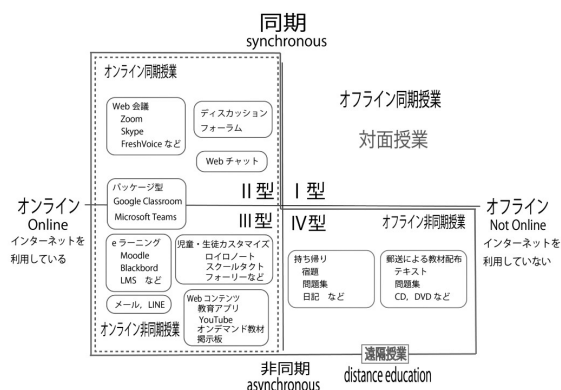 同期
synchronous
オンライン同期授業
Web 会議
Zoom
Skype
FreshVoice など
ディスカッション
フォーラム
Web チャット
オフライン同期授業
対面授業
パッケージ型
Google Classroom
Microsoft Teams
II 型
I 型
オンライン
Online
インターネットを
利用している
オフライン
Not Online
インターネットを
利用していない
III 型
IV型
e ラーニング
Moodle
Blackbord
LMS など
児童・生徒カスタマイズ
ロイロノート
スクールタクト
フォーリーなど
メール，LINE
Web コンテンツ
教育アプリ
YouTube
オンデマンド教材
掲示板
オンライン非同期授業
オフライン非同期授業
持ち帰り
宿題
問題集
日記 など
郵送による教材配布
テキスト
問題集
CD，DVD など
遠隔授業
distance education
非同期
asynchronous